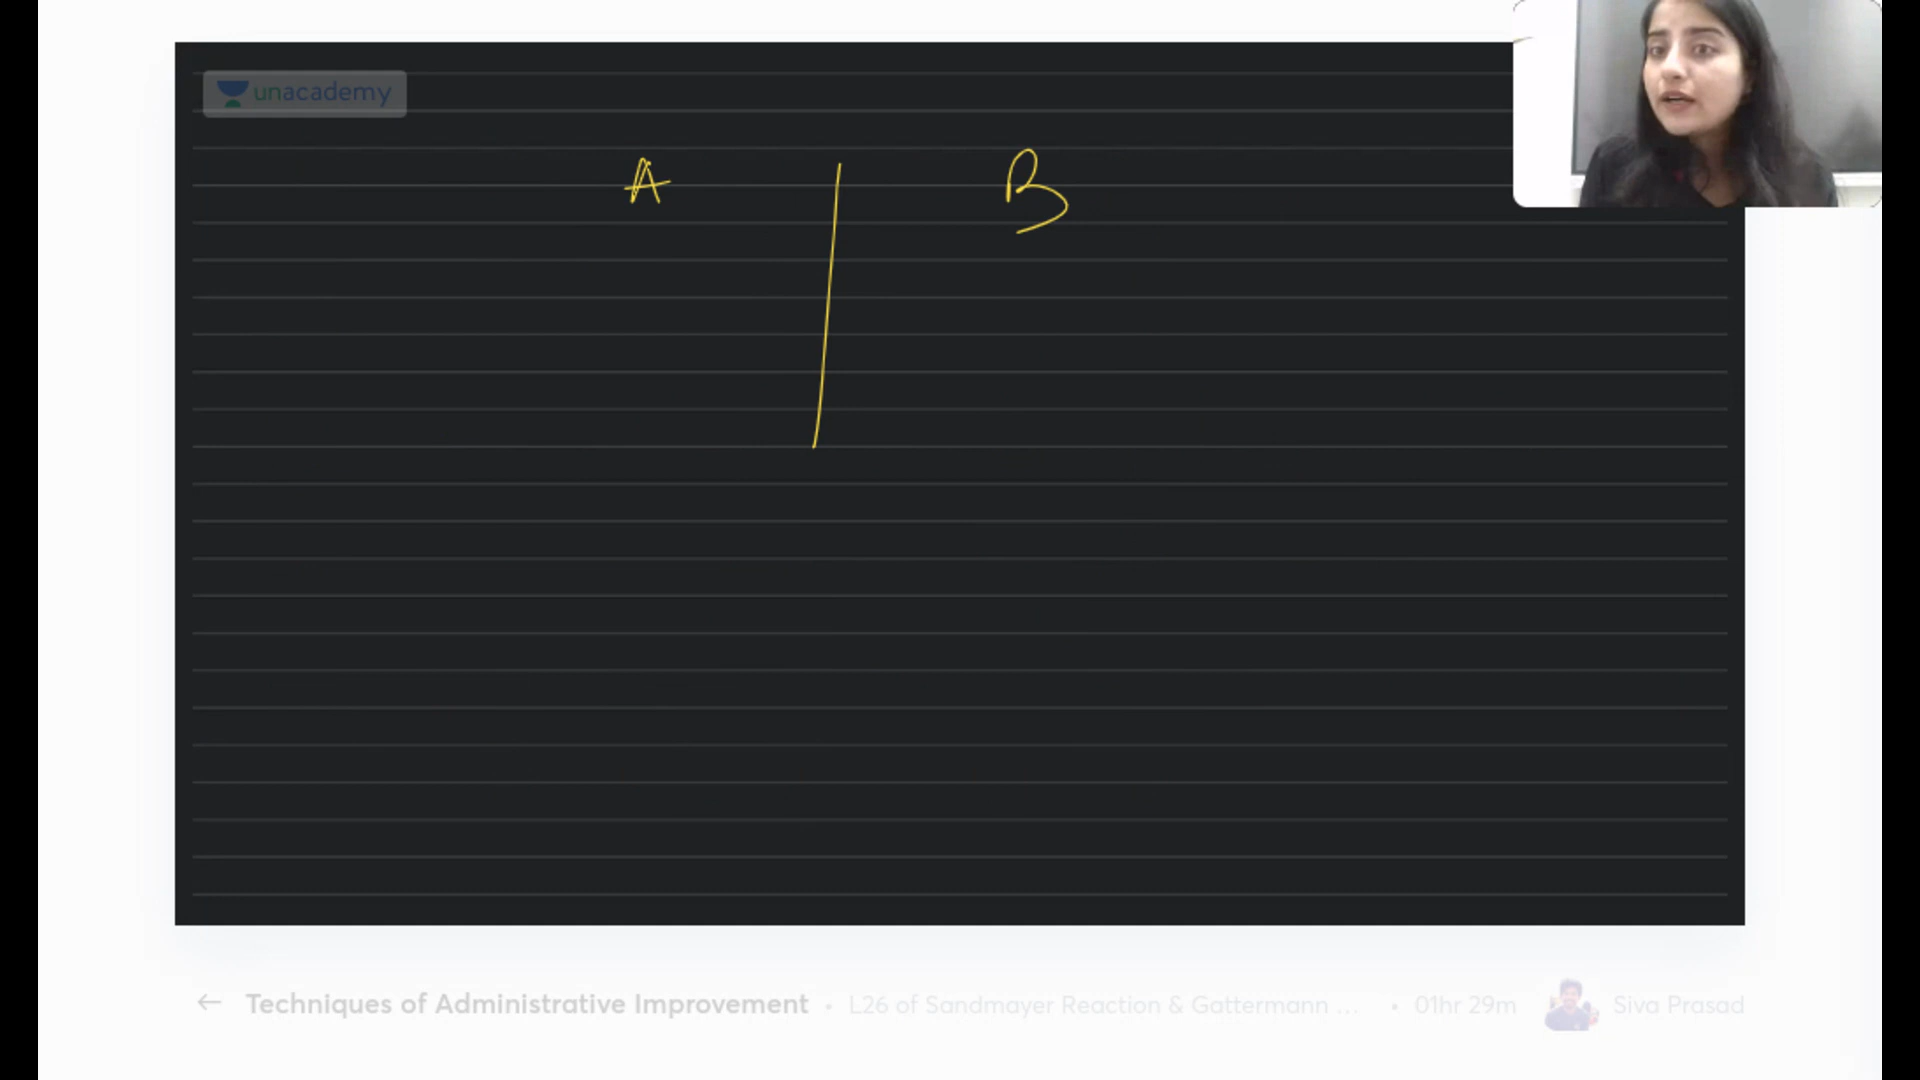 unacademy
A | B
Techniques of Administrative Improvement • L26 of Sandmayer Reaction & Gattermann ... • 01hr 29m Siva Prasad